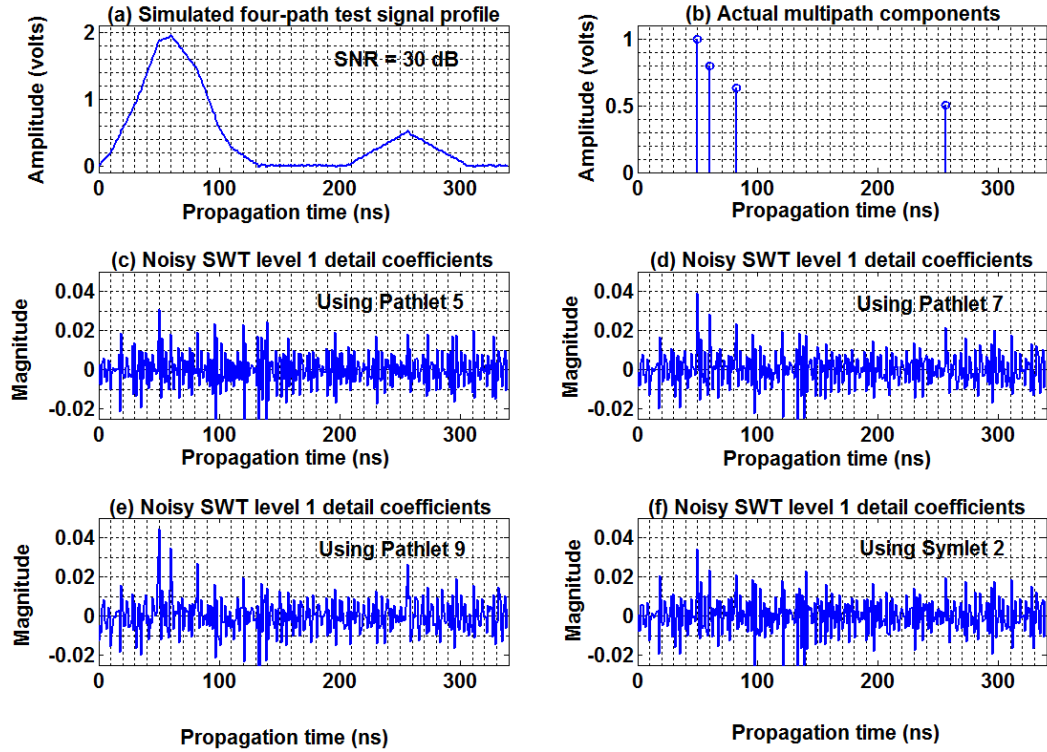 (a) Simulated four-path test signal profile
SNR = 30 dB
Amplitude (volts)
2
1
0
0 100 200 300
Propagation time (ns)
(b) Actual multipath components
Amplitude (volts)
1
0.5
0
0 100 200 300
Propagation time (ns)
(c) Noisy SWT level 1 detail coefficients
Using Pathlet 5
Magnitude
0.04
0.02
0
-0.02
0 100 200 300
Propagation time (ns)
(d) Noisy SWT level 1 detail coefficients
Using Pathlet 7
Magnitude
0.04
0.02
0
-0.02
0 100 200 300
Propagation time (ns)
(e) Noisy SWT level 1 detail coefficients
Using Pathlet 9
Magnitude
0.04
0.02
0
-0.02
0 100 200 300
Propagation time (ns)
(f) Noisy SWT level 1 detail coefficients
Using Symlet 2
Magnitude
0.04
0.02
0
-0.02
0 100 200 300
Propagation time (ns)